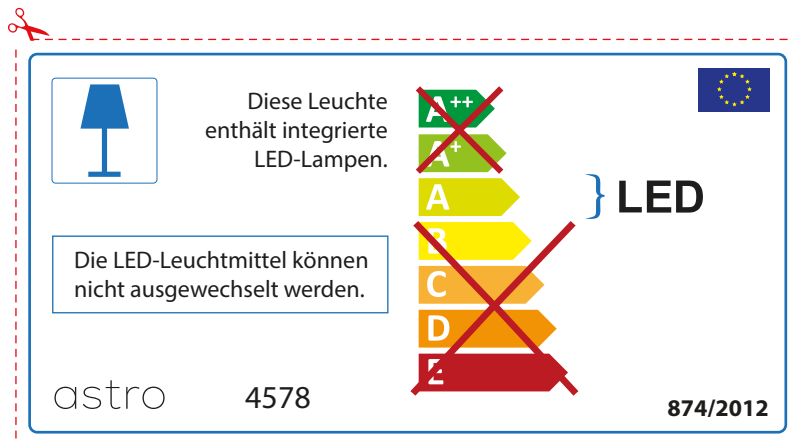 Diese Leuchte
enthält integrierte
LED-Lampen.
Die LED-Leuchtmittel können
nicht ausgewechselt werden.
A++
A+
A
B
C
D
E
LED
astro
4578
874/2012